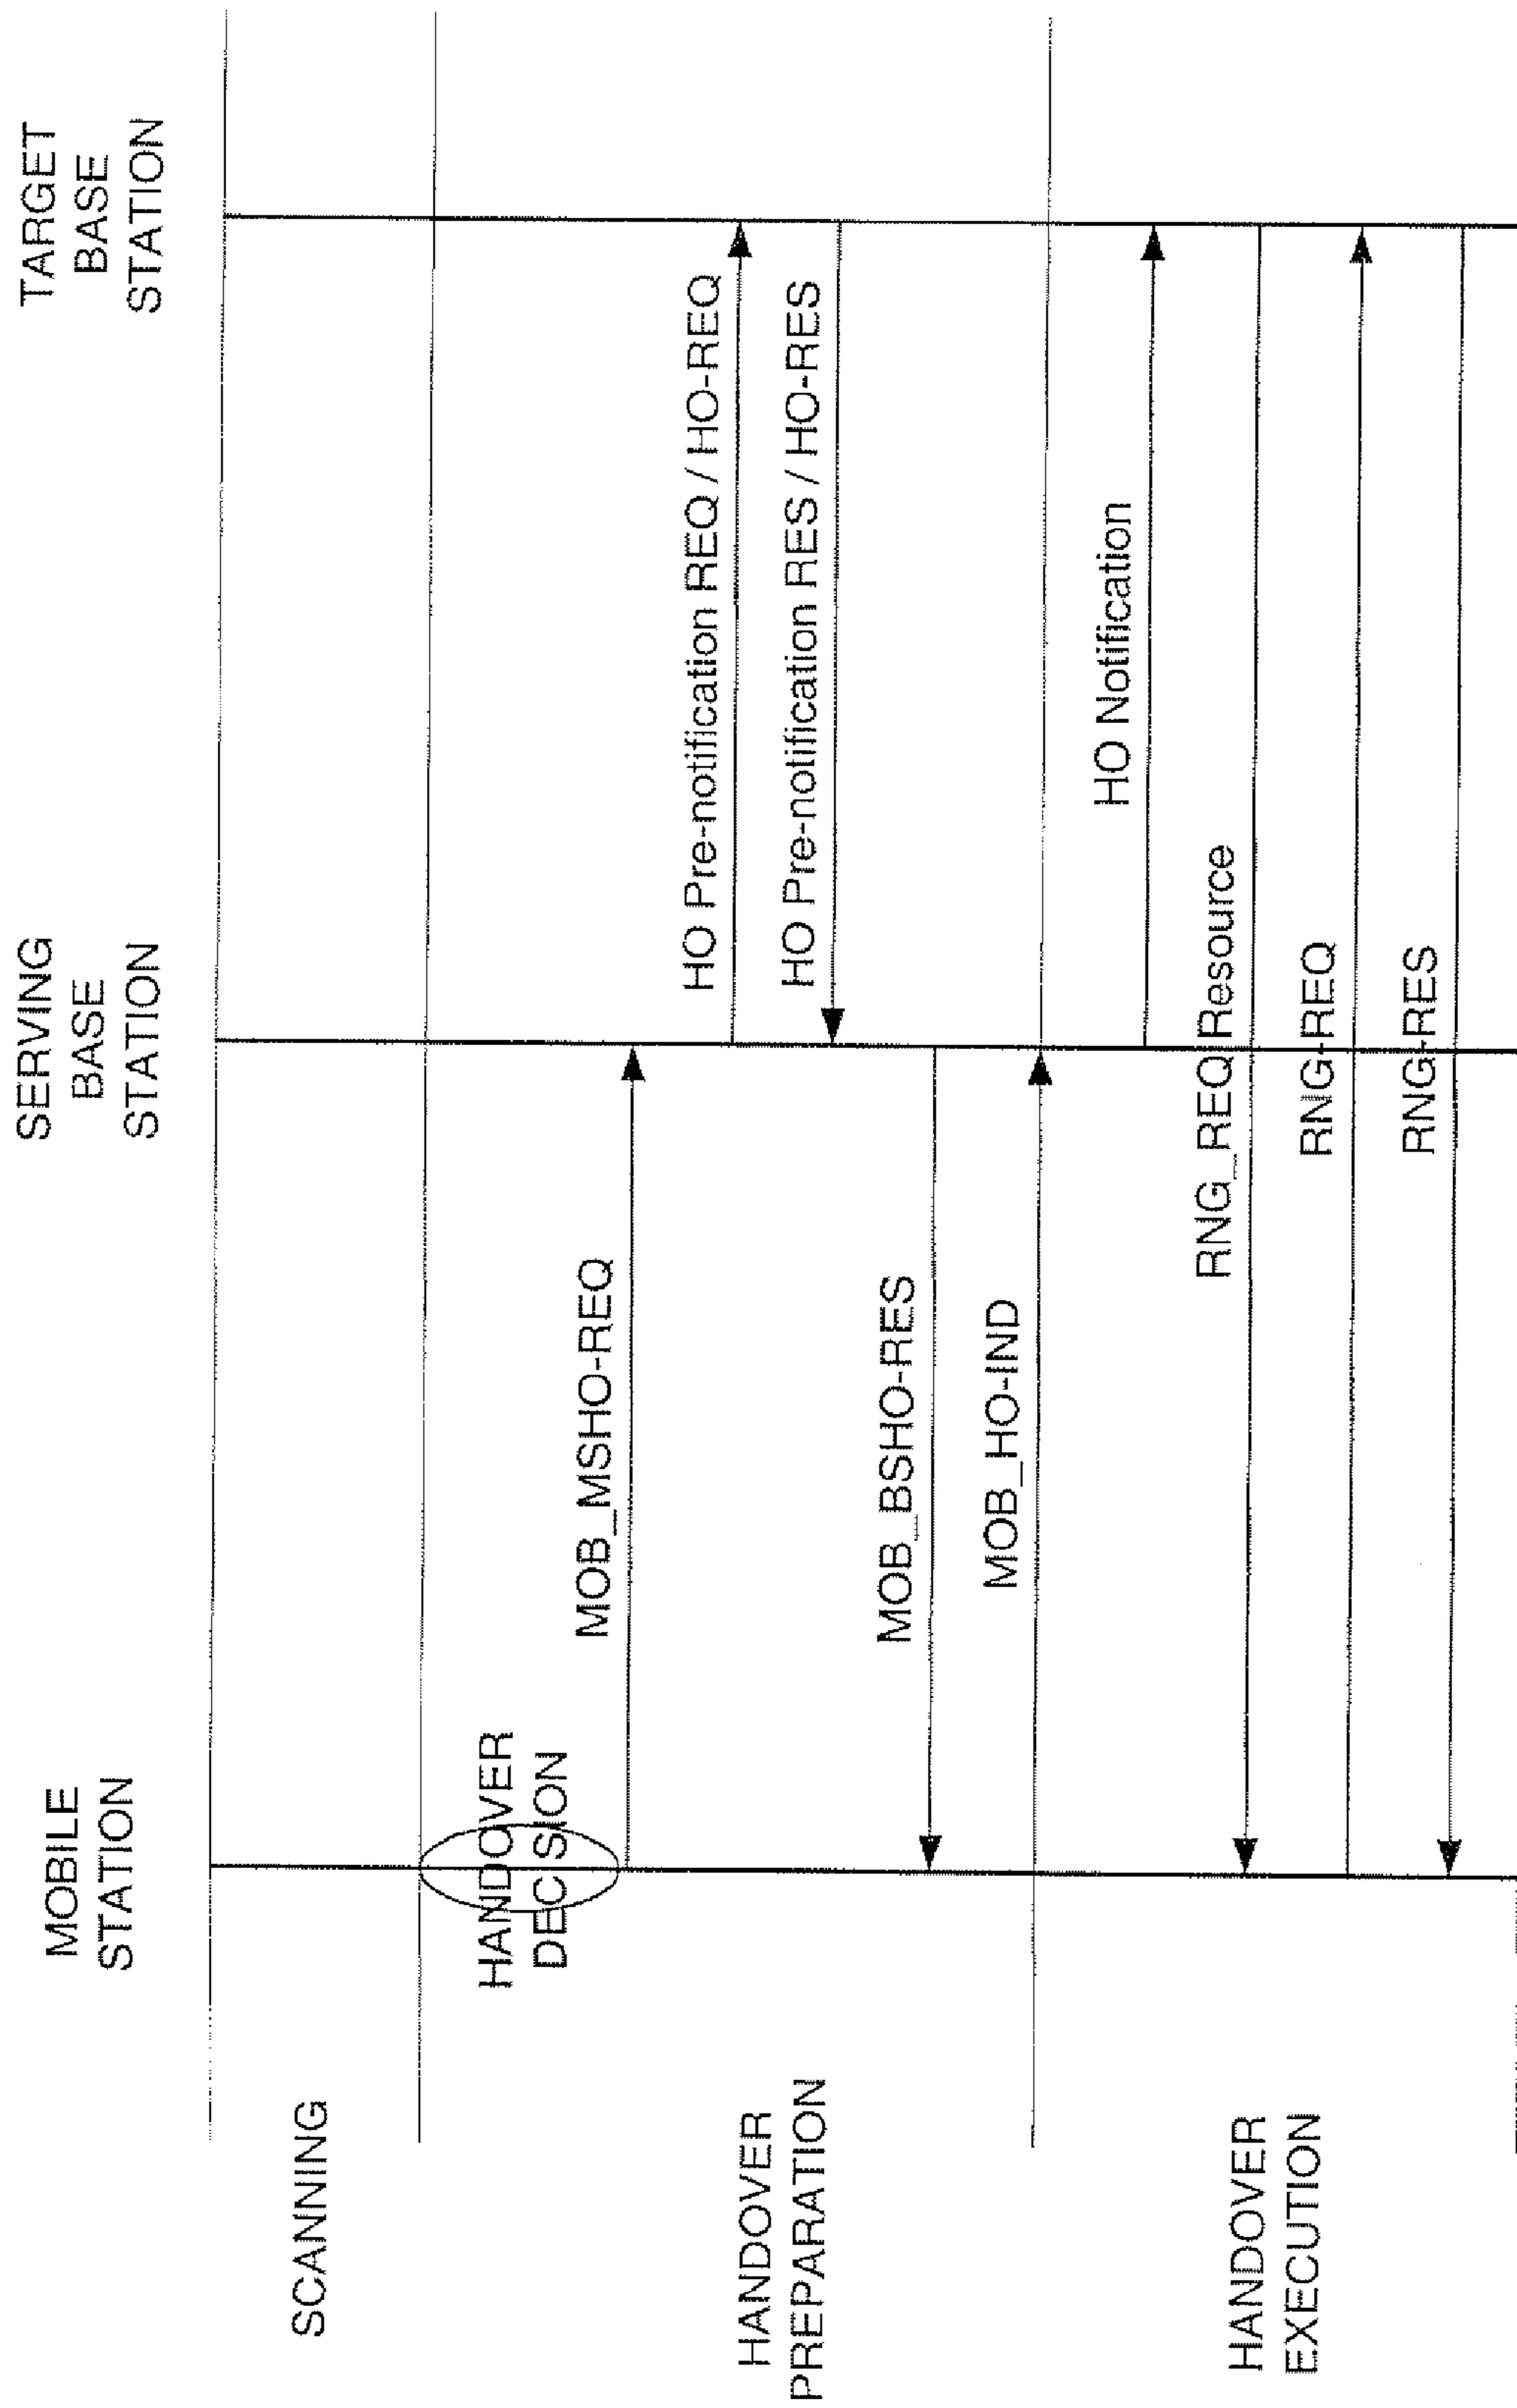 MOBILE
STATION
SERVING
BASE
STATION
TARGET
BASE
STATION
SCANNING
HANDOVER
DECISION
HANDOVER
PREPARATION
MOB_MSHO-REQ
HO Pre-notification REQ / HO-REQ
HO Pre-notification RES / HO-RES
MOB_BSHO-RES
MOB_HO-IND
HANDOVER
EXECUTION
HO Notification
RNG_REQ Resource
RNG-REQ
RNG-RES